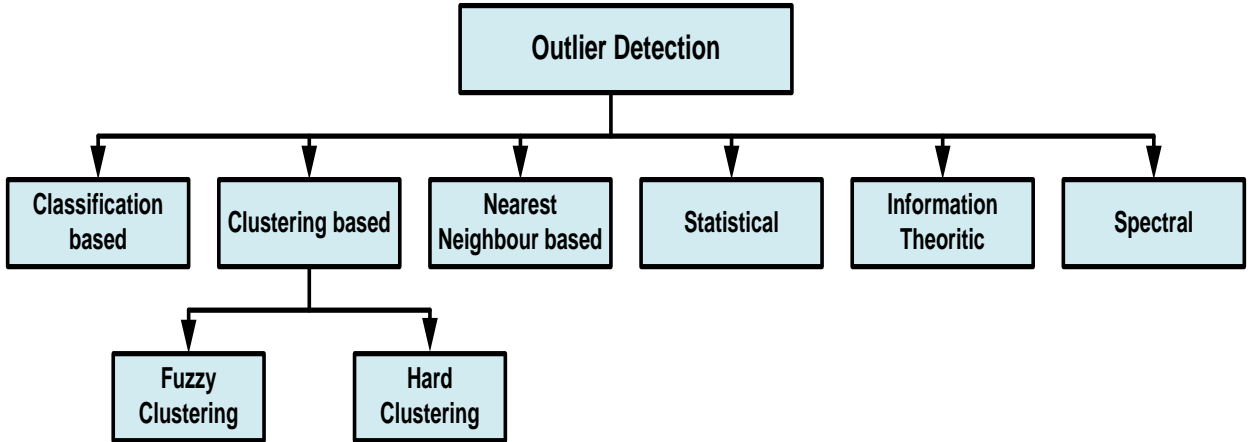 Outlier Detection
Classification
based
Clustering based
Nearest
Neighbour based
Statistical
Information
Theoritic
Spectral
Fuzzy
Clustering
Hard
Clustering